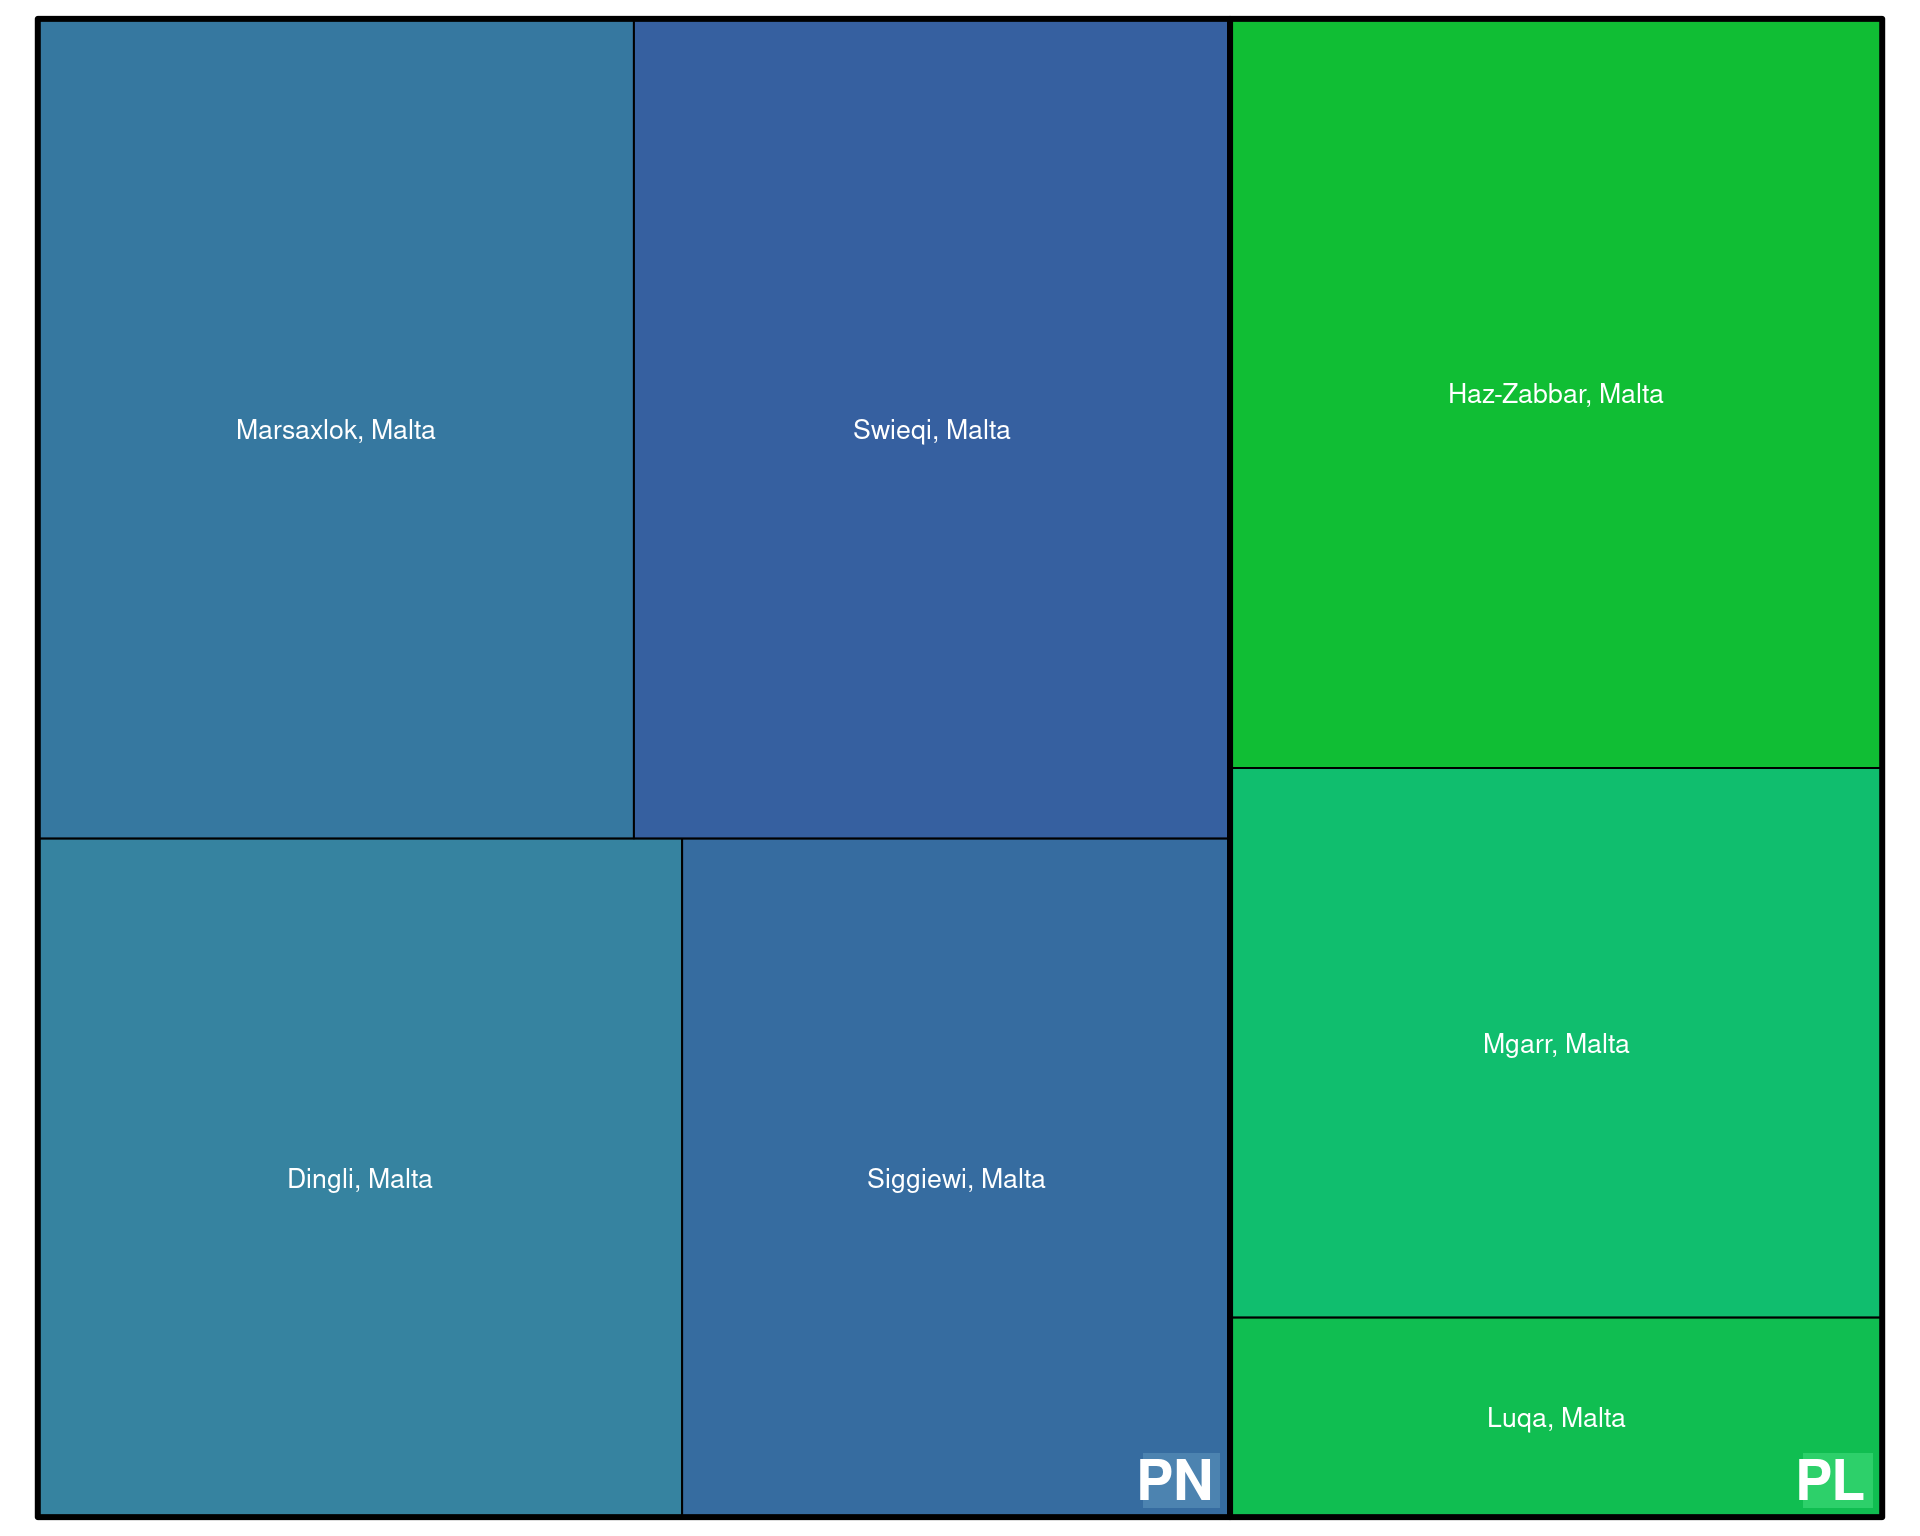 Marsaxlok, Malta
Swieqi, Malta
Haz-Zabbar, Malta
Mgarr, Malta
Dingli, Malta
Siggiewi, Malta
Luqa, Malta
PN
PL